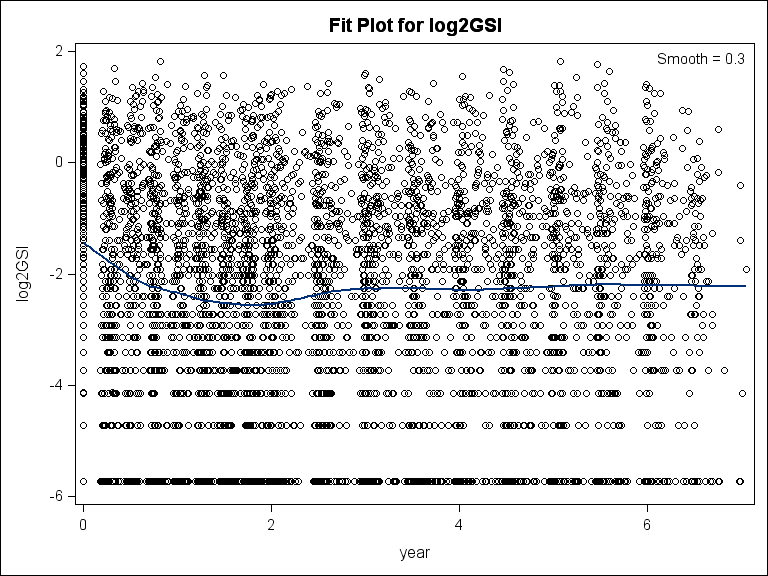 Fit Plot for log2GSI
Smooth = 0.3
2
0
-2
-4
-6
log2GSI
0 2 4 6
year